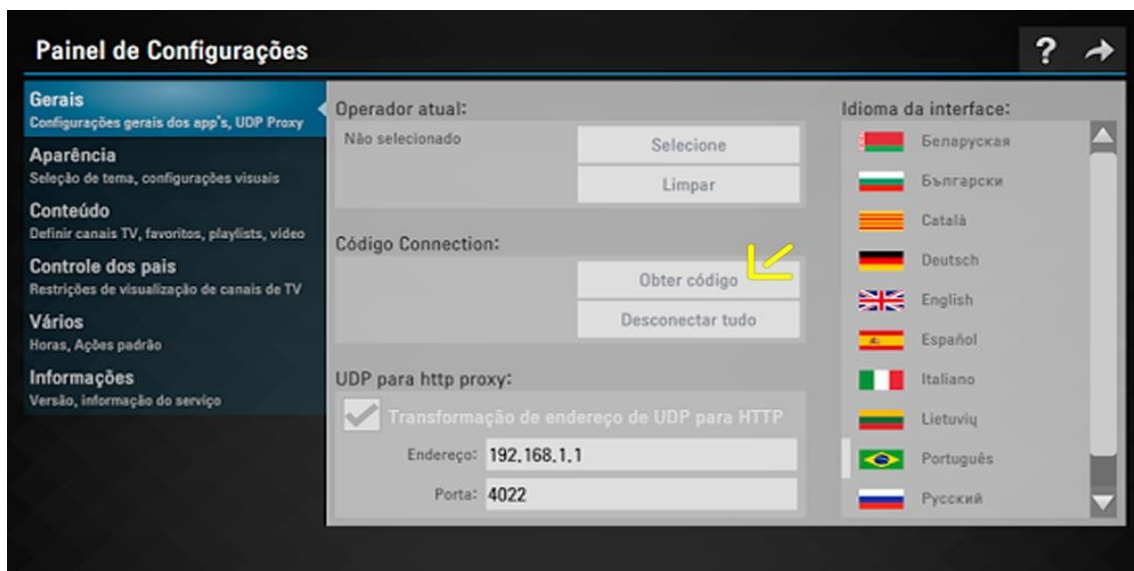 Painel de Configurações
?
Gerais
Configurações gerais dos app's, UDP Proxy
Aparência
Seleção de tema, configurações visuais
Conteúdo
Definir canais TV, favoritos, playlists, vídeo
Controle dos pais
Restrições de visualização de canais de TV
Vários
Horas, Ações padrão
Informações
Versão, informação do serviço
Operador atual:
Não selecionado
Selecione
Limpar
Código Connection:
Obter código
Desconectar tudo
UDP para http proxy:
Transformação de endereço de UDP para HTTP
Endereço: 192.168.1.1
Porta: 4022
Idioma da interface:
Беларуская
Български
Català
Deutsch
English
Español
Italiano
Lietuvių
Português
Русский